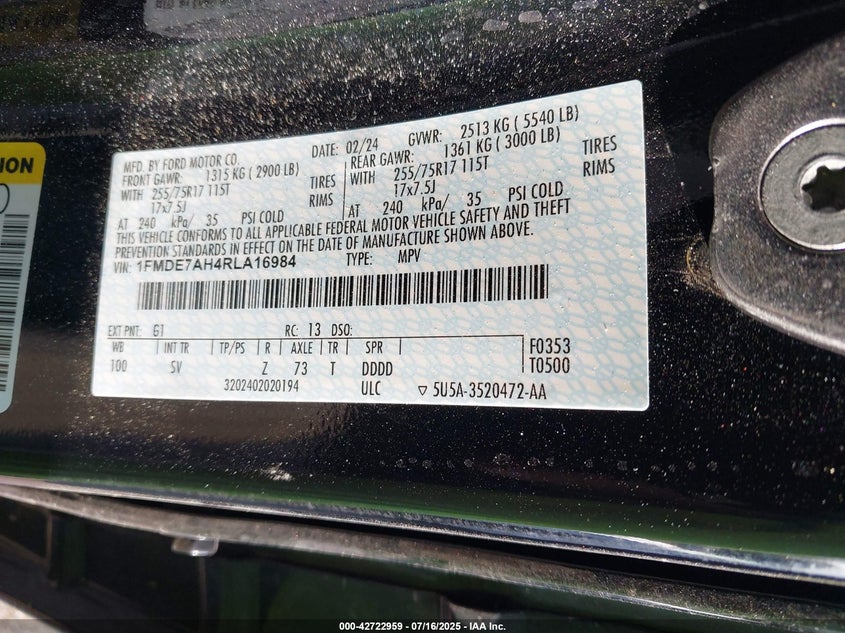 MFD. BY FORD MOTOR CO.
DATE: 02/24 GVWR: 2513 KG ( 5540 LB)
FRONT GAWR: 1315 KG ( 2900 LB)
WITH 255/75R17 115T TIRES
17x7.5J RIMS
AT 240 kPa/ 35 PSI COLD
REAR GAWR: 1361 KG ( 3000 LB)
WITH 255/75R17 115T TIRES
17x7.5J RIMS
AT 240 kPa/ 35 PSI COLD
THIS VEHICLE CONFORMS TO ALL APPLICABLE FEDERAL MOTOR VEHICLE SAFETY AND THEFT
PREVENTION STANDARDS IN EFFECT ON THE DATE OF MANUFACTURE SHOWN ABOVE.
VIN: 1FMDE7AH4RLA16984 TYPE: MPV
EXT PNT: G1 RC: 13 DSO:
WB INT TR TP/PS R AXLE TR SPR F0353
100 SV Z 73 T DDDD T0500
3202402020194 ULC ▽ 5U5A-3520472-AA
000-42722959 - 07/16/2025 - IAA Inc.